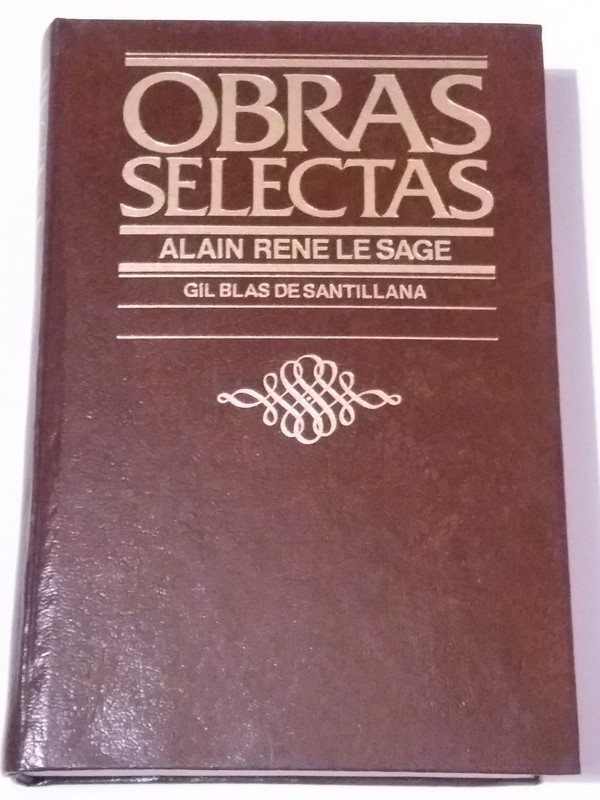 OBRAS
SELECTAS
ALAIN RENE LE SAGE
GIL BLAS DE SANTILLANA